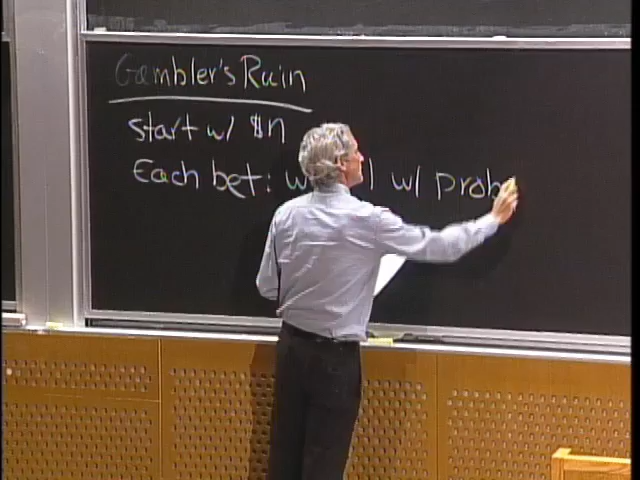 Gambler's Ruin
start w/ $n
Each bet: w/ prob